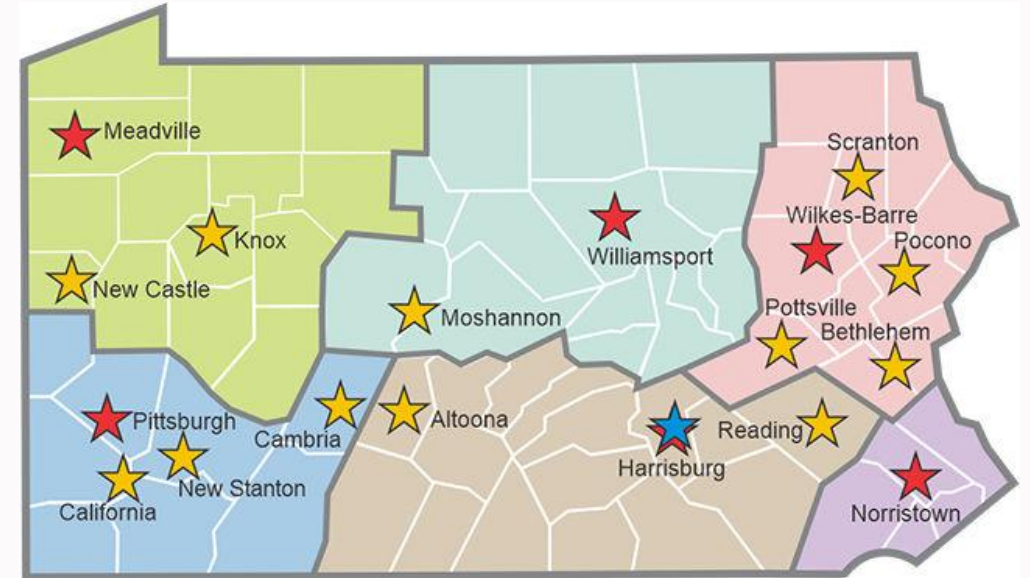 Meadville
Scranton
Wilkes-Barre
Knox
Pocono
Williamsport
New Castle
Moshannon
Pottsville
Bethlehem
Pittsburgh
Altoona
Cambria
Reading
Harrisburg
New Stanton
California
Norristown